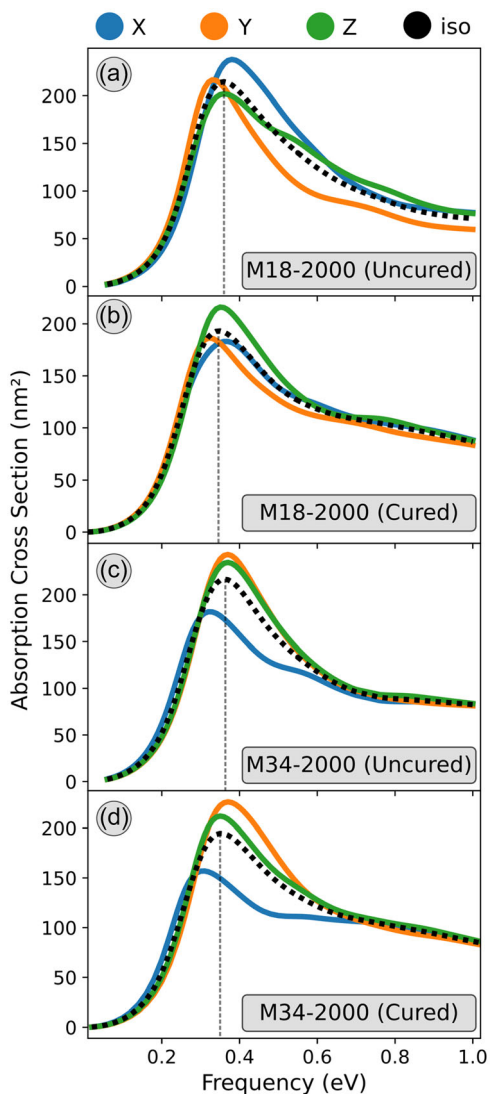 X Y Z iso
(a)
200
150
100
50
0
M18-2000 (Uncured)
(b)
200
150
100
50
0
M18-2000 (Cured)
Absorption Cross Section (nm²)
(c)
200
150
100
50
0
M34-2000 (Uncured)
(d)
200
150
100
50
0
M34-2000 (Cured)
0.2 0.4 0.6 0.8 1.0
Frequency (eV)